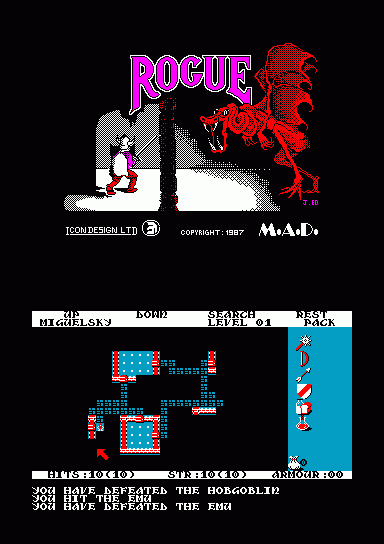 ROGUE
J.ED
ICON DESIGN LTD a COPYRIGHT: 1987 M.A.D.
UP DOWN SEARCH REST
MIGUELSKY LEVEL 01 PACK
HITS:10(10) STR:10(10) ARMOUR:00
YOU HAVE DEFEATED THE HOBGOBLIN
YOU HIT THE EMU
YOU HAVE DEFEATED THE EMU